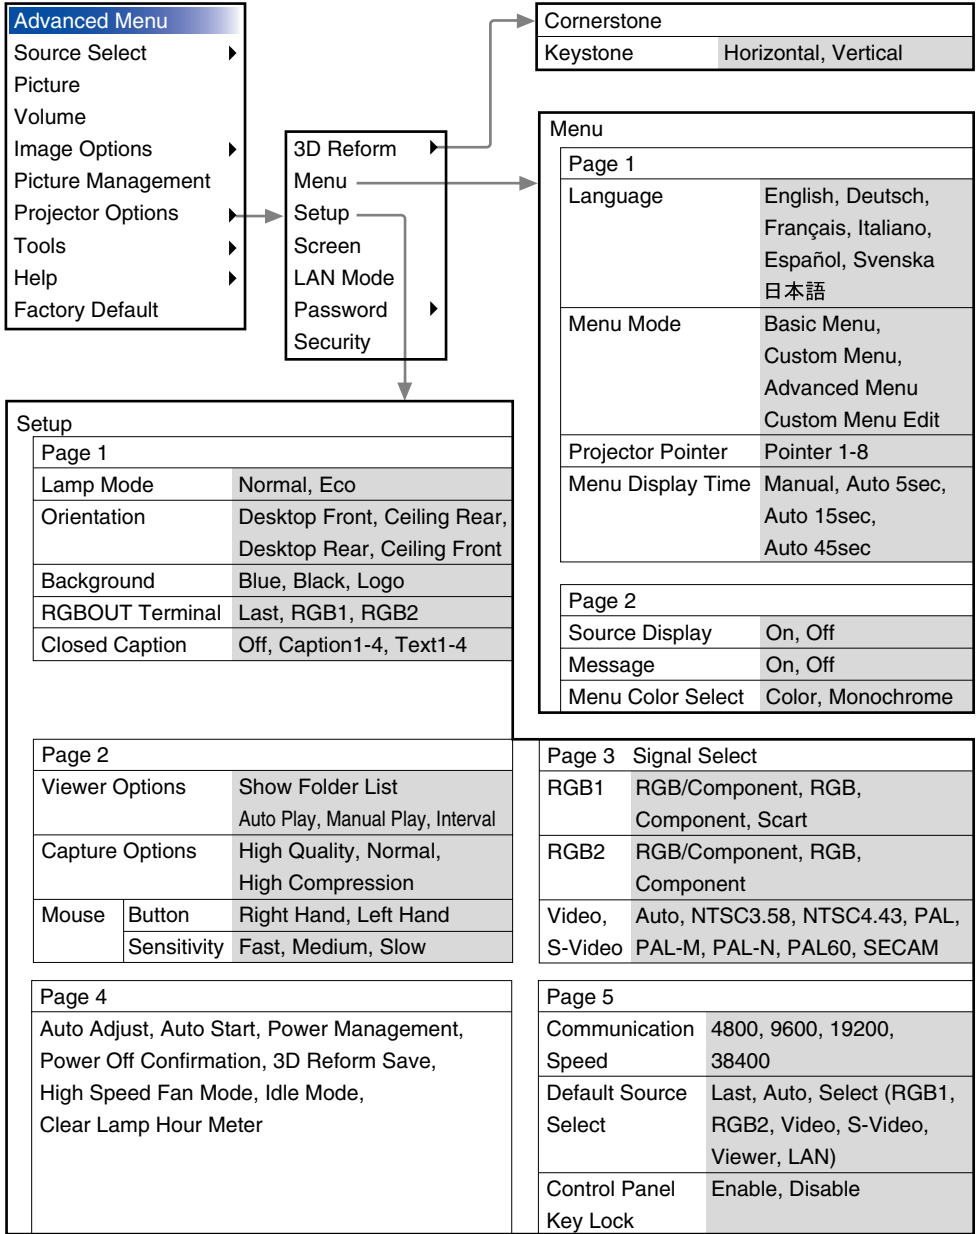 Advanced Menu
Source Select
Picture
Volume
Image Options
Picture Management
Projector Options
Tools
Help
Factory Default
3D Reform
Menu
Setup
Screen
LAN Mode
Password
Security
Cornerstone
Keystone Horizontal, Vertical
Menu
Page 1
Language English, Deutsch,
Français, Italiano,
Español, Svenska
日本語
Menu Mode Basic Menu,
Custom Menu,
Advanced Menu
Custom Menu Edit
Projector Pointer Pointer 1-8
Menu Display Time Manual, Auto 5sec,
Auto 15sec,
Auto 45sec
Page 2
Source Display On, Off
Message On, Off
Menu Color Select Color, Monochrome
Setup
Page 1
Lamp Mode Normal, Eco
Orientation Desktop Front, Ceiling Rear,
Desktop Rear, Ceiling Front
Background Blue, Black, Logo
RGBOUT Terminal Last, RGB1, RGB2
Closed Caption Off, Caption1-4, Text1-4
Page 2
Viewer Options Show Folder List
Auto Play, Manual Play, Interval
Capture Options High Quality, Normal,
High Compression
Mouse Button Right Hand, Left Hand
Sensitivity Fast, Medium, Slow
Page 3 Signal Select
RGB1 RGB/Component, RGB,
Component, Scart
RGB2 RGB/Component, RGB,
Component
Video, Auto, NTSC3.58, NTSC4.43, PAL,
S-Video PAL-M, PAL-N, PAL60, SECAM
Page 4
Auto Adjust, Auto Start, Power Management,
Power Off Confirmation, 3D Reform Save,
High Speed Fan Mode, Idle Mode,
Clear Lamp Hour Meter
Page 5
Communication 4800, 9600, 19200,
Speed 38400
Default Source Last, Auto, Select (RGB1,
Select RGB2, Video, S-Video,
Viewer, LAN)
Control Panel Enable, Disable
Key Lock